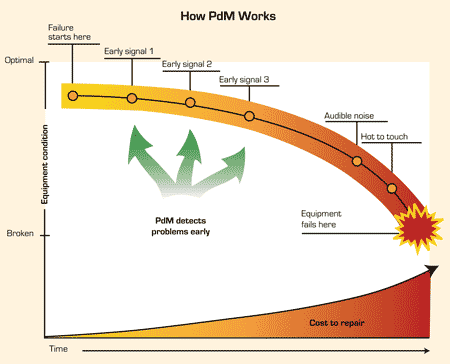 How PdM Works
Failure
starts here
Early signal 1
Early signal 2
Early signal 3
Audible noise
Hot to touch
Optimal
Equipment condition
Broken
PdM detects
problems early
Equipment
fails here
Cost to repair
Time